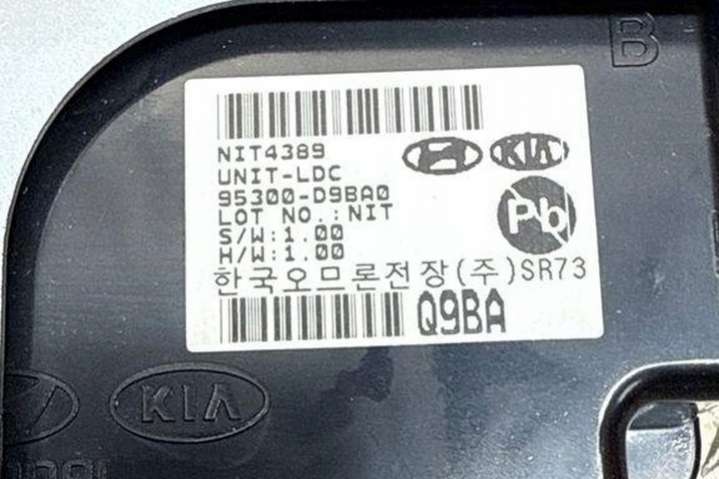 B
NIT4389
KIA
UNIT-LDC
95300-D9BA0
Pb
LOT NO.:NIT
S/W:1.00
H/W:1.00
한국오므론전장(주)SR73
Q9BA
KIA